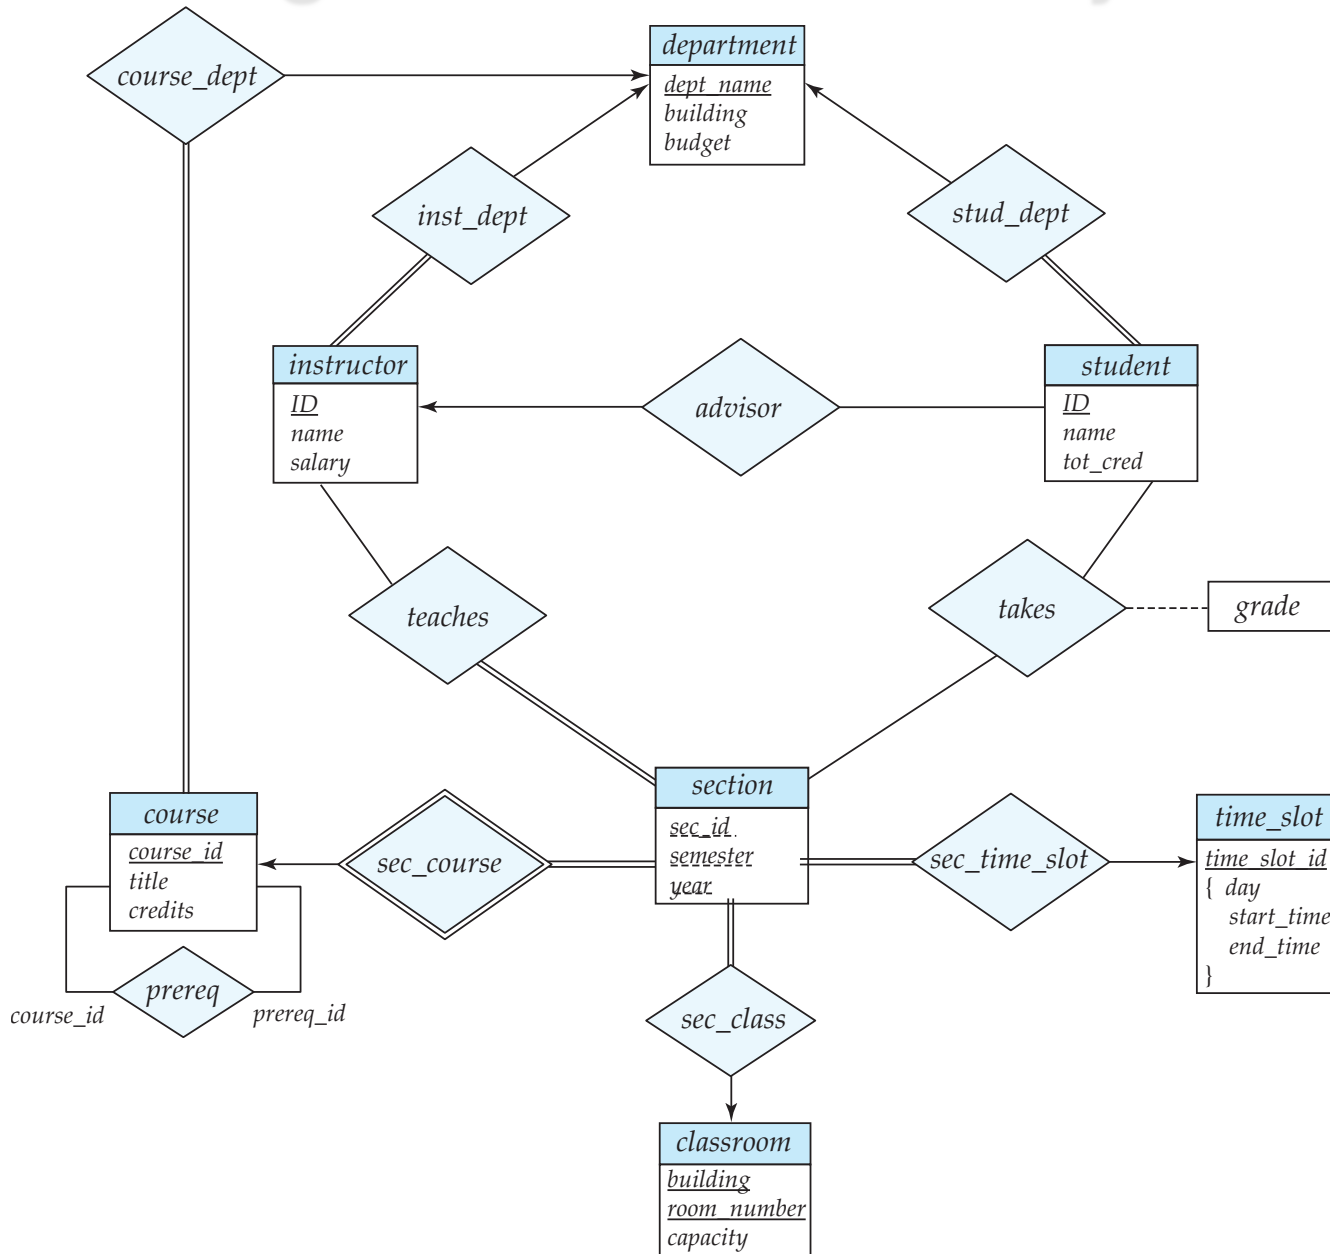 department
course_dept
dept_name
building
budget
inst_dept
stud_dept
instructor
ID
name
salary
advisor
student
ID
name
tot_cred
teaches
takes
grade
section
sec_id
semester
year
course
course_id
title
credits
sec_course
sec_time_slot
time_slot
time_slot_id
{ day
start_time
end_time
}
prereq
course_id
prereq_id
sec_class
classroom
building
room_number
capacity